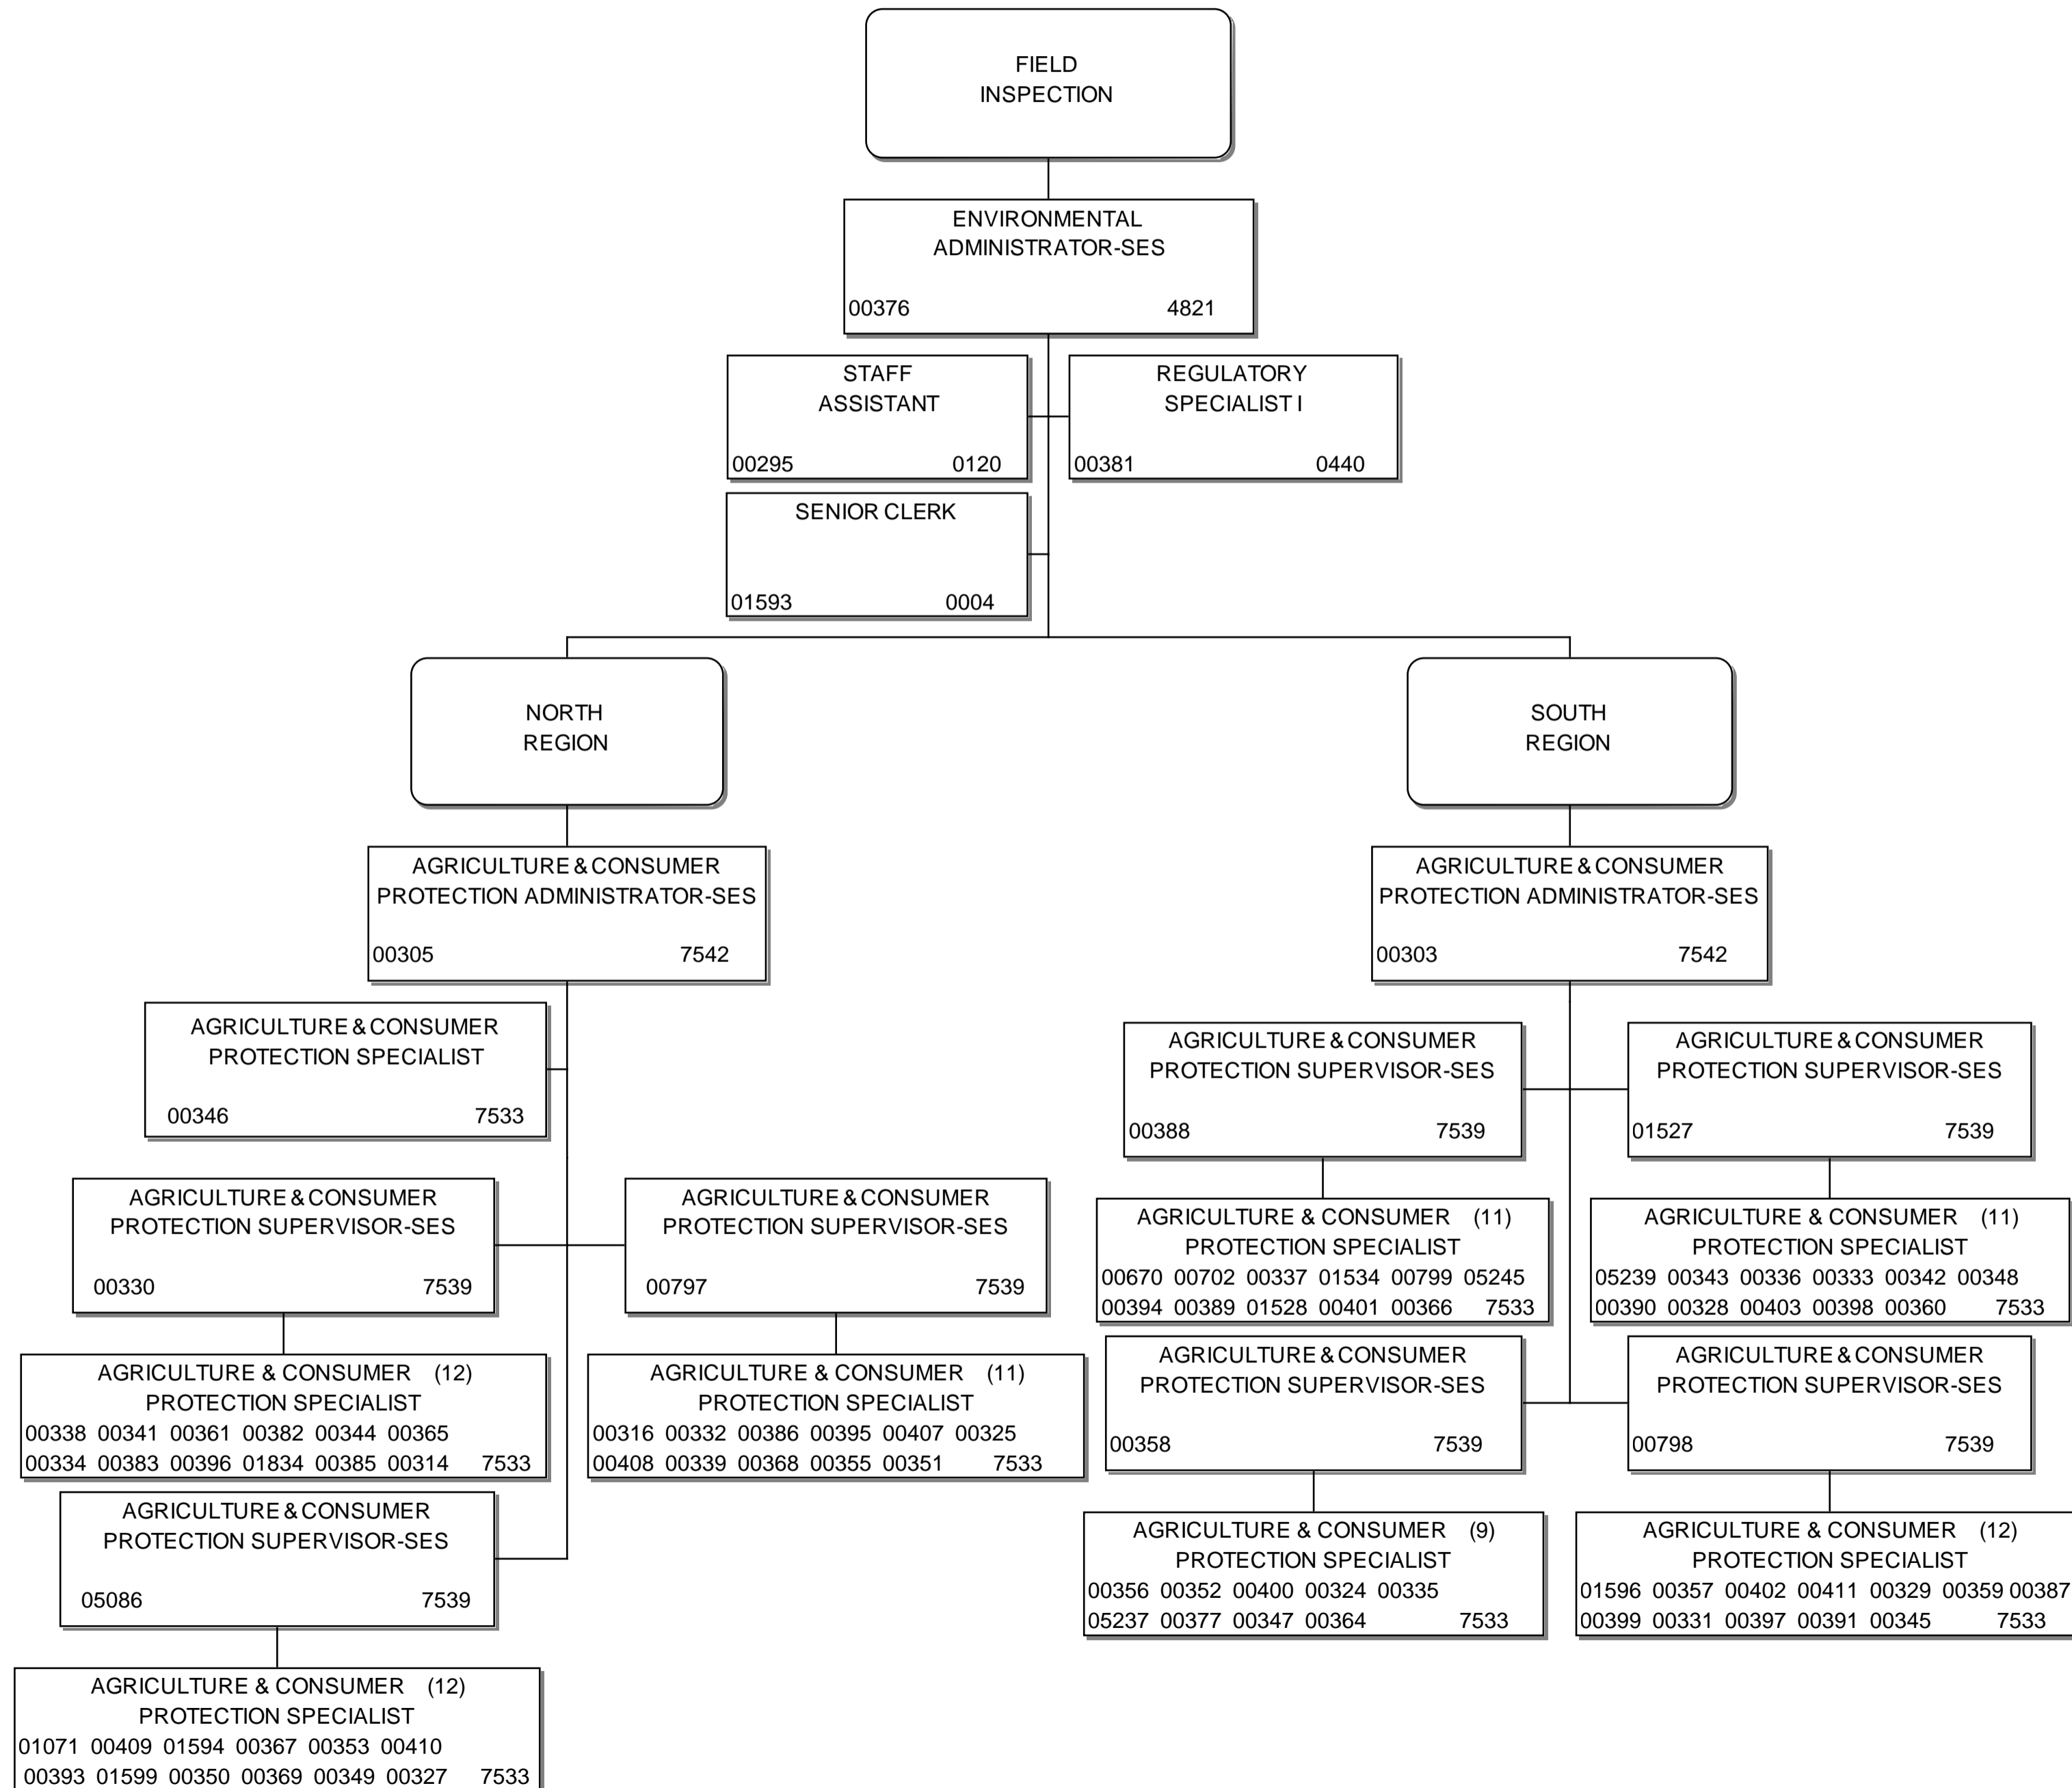 FIELD
INSPECTION
ENVIRONMENTAL
ADMINISTRATOR-SES
00376 4821
STAFF
ASSISTANT
00295 0120
REGULATORY
SPECIALIST I
00381 0440
SENIOR CLERK
01593 0004
NORTH
REGION
SOUTH
REGION
AGRICULTURE & CONSUMER
PROTECTION ADMINISTRATOR-SES
00305 7542
AGRICULTURE & CONSUMER
PROTECTION ADMINISTRATOR-SES
00303 7542
AGRICULTURE & CONSUMER
PROTECTION SPECIALIST
00346 7533
AGRICULTURE & CONSUMER
PROTECTION SUPERVISOR-SES
00330 7539
AGRICULTURE & CONSUMER
PROTECTION SUPERVISOR-SES
00797 7539
AGRICULTURE & CONSUMER (12)
PROTECTION SPECIALIST
00338 00341 00361 00382 00344 00365
00334 00383 00396 01834 00385 00314 7533
AGRICULTURE & CONSUMER (11)
PROTECTION SPECIALIST
00316 00332 00386 00395 00407 00325
00408 00339 00368 00355 00351 7533
AGRICULTURE & CONSUMER
PROTECTION SUPERVISOR-SES
05086 7539
AGRICULTURE & CONSUMER (12)
PROTECTION SPECIALIST
01071 00409 01594 00367 00353 00410
00393 01599 00350 00369 00349 00327 7533
AGRICULTURE & CONSUMER
PROTECTION SUPERVISOR-SES
00388 7539
AGRICULTURE & CONSUMER
PROTECTION SUPERVISOR-SES
01527 7539
AGRICULTURE & CONSUMER (11)
PROTECTION SPECIALIST
00670 00702 00337 01534 00799 05245
00394 00389 01528 00401 00366 7533
AGRICULTURE & CONSUMER (11)
PROTECTION SPECIALIST
05239 00343 00336 00333 00342 00348
00390 00328 00403 00398 00360 7533
AGRICULTURE & CONSUMER
PROTECTION SUPERVISOR-SES
00358 7539
AGRICULTURE & CONSUMER
PROTECTION SUPERVISOR-SES
00798 7539
AGRICULTURE & CONSUMER (9)
PROTECTION SPECIALIST
00356 00352 00400 00324 00335
05237 00377 00347 00364 7533
AGRICULTURE & CONSUMER (12)
PROTECTION SPECIALIST
01596 00357 00402 00411 00329 00359 00387
00399 00331 00397 00391 00345 7533